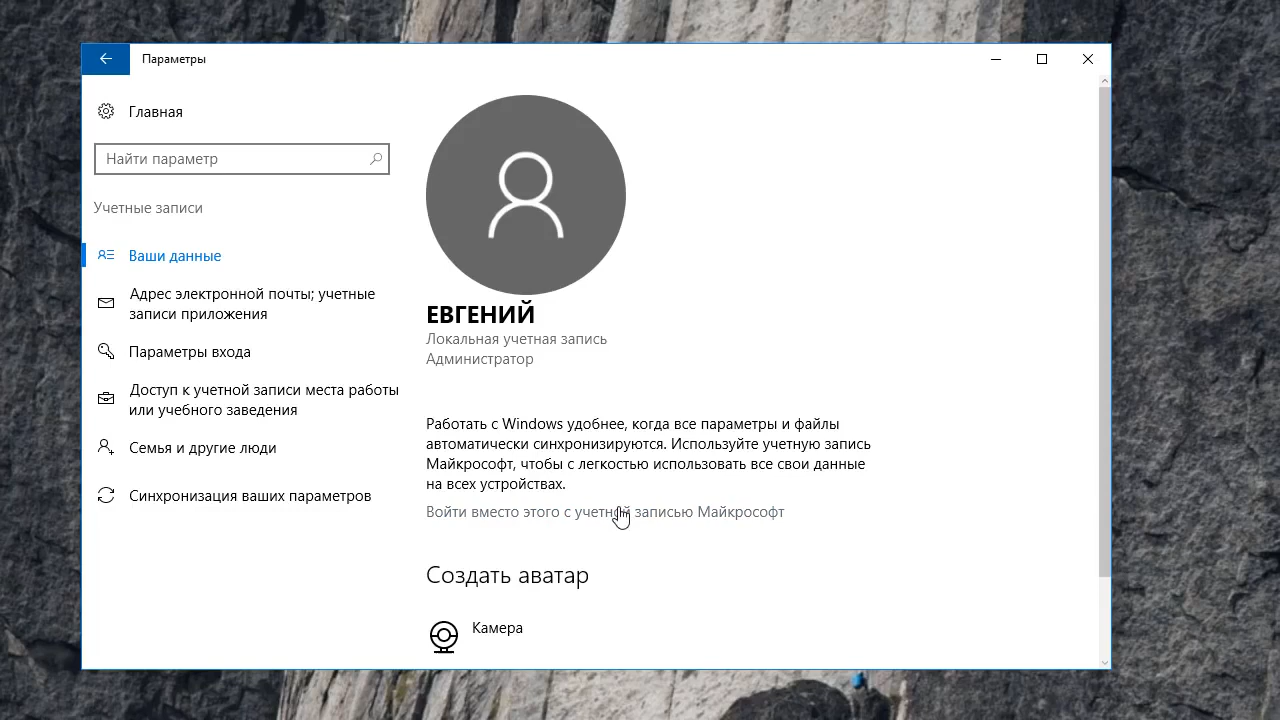 Параметры
Главная
Найти параметр
Учетные записи
Ваши данные
Адрес электронной почты; учетные
записи приложения
Параметры входа
Доступ к учетной записи места работы
или учебного заведения
Семья и другие люди
Синхронизация ваших параметров
ЕВГЕНИЙ
Локальная учетная запись
Администратор
Работать с Windows удобнее, когда все параметры и файлы
автоматически синхронизируются. Используйте учетную запись
Майкрософт, чтобы с легкостью использовать все свои данные
на всех устройствах.
Войти вместо этого с учетной записью Майкрософт
Создать аватар
Камера